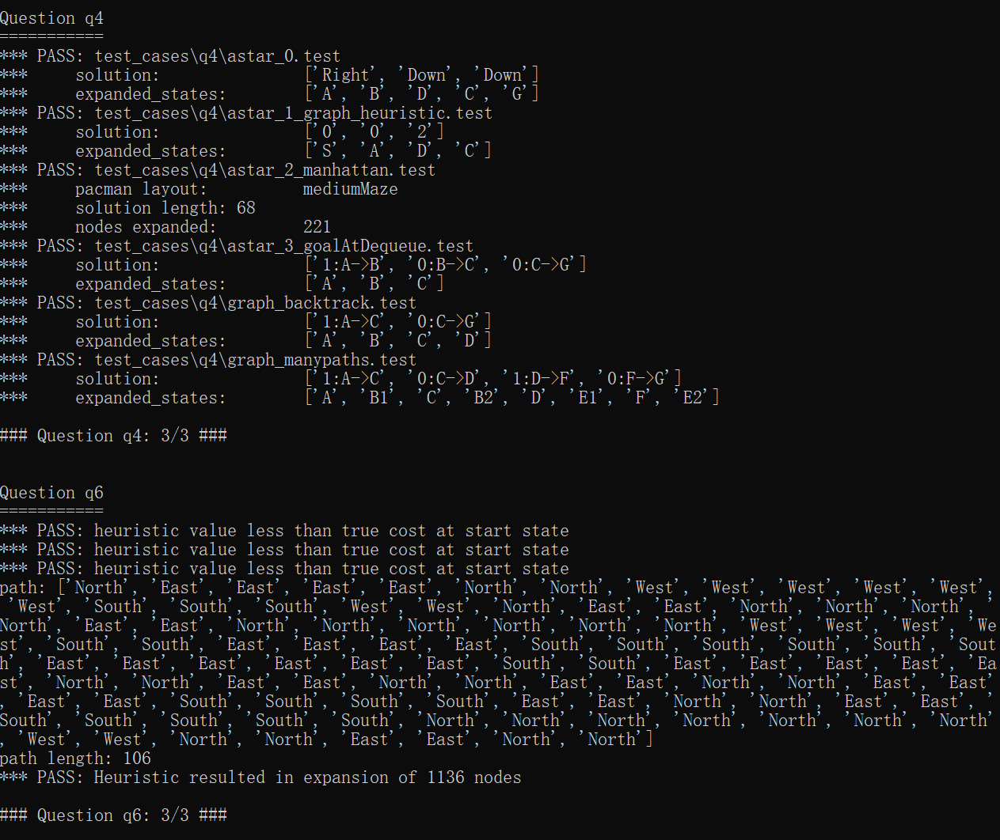 Question q4
===========
*** PASS: test_cases\q4\astar_0.test
***     solution:               ['Right', 'Down', 'Down']
***     expanded_states:        ['A', 'B', 'D', 'C', 'G']
*** PASS: test_cases\q4\astar_1_graph_heuristic.test
***     solution:               ['0', '0', '2']
***     expanded_states:        ['S', 'A', 'D', 'C']
*** PASS: test_cases\q4\astar_2_manhattan.test
***     pacman layout:          mediumMaze
***     solution length: 68
***     nodes expanded:         221
*** PASS: test_cases\q4\astar_3_goalAtDequeue.test
***     solution:               ['1:A->B', '0:B->C', '0:C->G']
***     expanded_states:        ['A', 'B', 'C']
*** PASS: test_cases\q4\graph_backtrack.test
***     solution:               ['1:A->C', '0:C->G']
***     expanded_states:        ['A', 'B', 'C', 'D']
*** PASS: test_cases\q4\graph_manypaths.test
***     solution:               ['1:A->C', '0:C->D', '1:D->F', '0:F->G']
***     expanded_states:        ['A', 'B1', 'C', 'B2', 'D', 'E1', 'F', 'E2']
### Question q4: 3/3 ###
Question q6
===========
*** PASS: heuristic value less than true cost at start state
*** PASS: heuristic value less than true cost at start state
*** PASS: heuristic value less than true cost at start state
path: ['North', 'East', 'East', 'East', 'East', 'North', 'North', 'West', 'West', 'West', 'West', 'West',
 'West', 'South', 'South', 'South', 'West', 'West', 'North', 'East', 'East', 'North', 'North', 'North', '
North', 'East', 'East', 'North', 'North', 'North', 'North', 'North', 'North', 'West', 'West', 'West', 'We
st', 'South', 'South', 'East', 'East', 'East', 'East', 'South', 'South', 'South', 'South', 'South', 'Sout
h', 'East', 'East', 'East', 'East', 'East', 'East', 'South', 'South', 'East', 'East', 'East', 'East', 'Ea
st', 'North', 'North', 'East', 'East', 'North', 'North', 'East', 'East', 'North', 'North', 'East', 'East'
, 'East', 'East', 'South', 'South', 'South', 'South', 'East', 'East', 'North', 'North', 'East', 'East', '
South', 'South', 'South', 'South', 'South', 'North', 'North', 'North', 'North', 'North', 'North', 'North'
, 'West', 'West', 'North', 'North', 'East', 'East', 'North', 'North']
path length: 106
*** PASS: Heuristic resulted in expansion of 1136 nodes
### Question q6: 3/3 ###